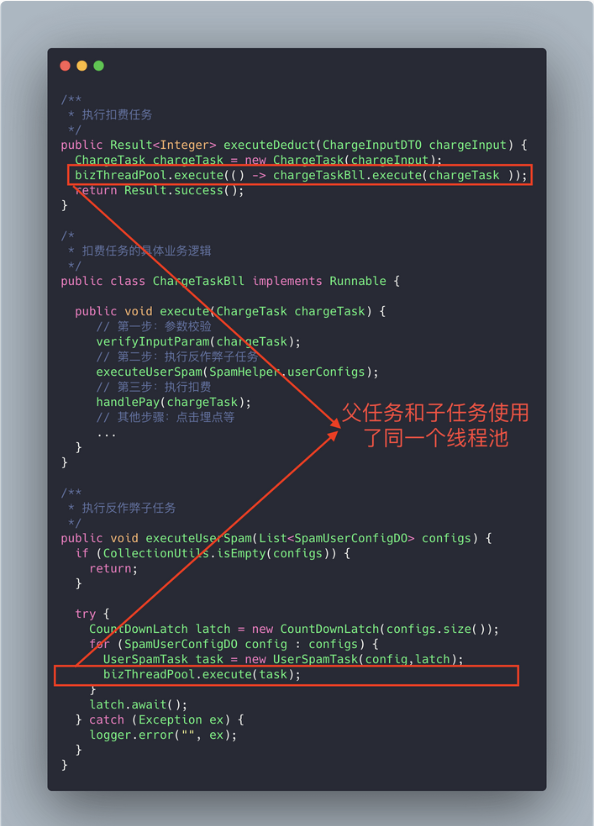 /**
 * 执行扣费任务
 */
public Result<Integer> executeDeduct(ChargeInputDTO chargeInput) {
  ChargeTask chargeTask = new ChargeTask(chargeInput);
  bizThreadPool.execute(() -> chargeTaskBll.execute(chargeTask ));
  return Result.success();
}
/*
 * 扣费任务的具体业务逻辑
 */
public class ChargeTaskBll implements Runnable {
  public void execute(ChargeTask chargeTask) {
     // 第一步：参数校验
     verifyInputParam(chargeTask);
     // 第二步：执行反作弊子任务
     executeUserSpam(SpamHelper.userConfigs);
     // 第三步：执行扣费
     handlePay(chargeTask);
     // 其他步骤：点击埋点等
     ...
  }
}
父任务和子任务使用
了同一个线程池
/**
 * 执行反作弊子任务
 */
public void executeUserSpam(List<SpamUserConfigDO> configs) {
  if (CollectionUtils.isEmpty(configs)) {
    return;
  }
  try {
    CountDownLatch latch = new CountDownLatch(configs.size());
    for (SpamUserConfigDO config : configs) {
      UserSpamTask task = new UserSpamTask(config,latch);
      bizThreadPool.execute(task);
    }
    latch.await();
  } catch (Exception ex) {
    logger.error("", ex);
  }
}